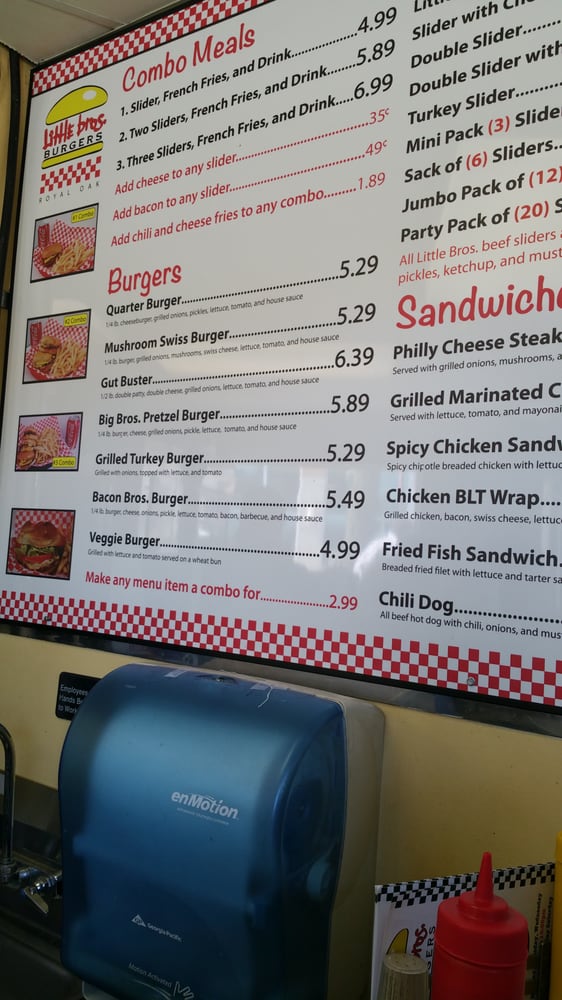 Little bros.
BURGERS
ROYAL OAK
#1 Combo
#2 Combo
#3 Combo
Combo Meals
1. Slider, French Fries, and Drink....................4.99
2. Two Sliders, French Fries, and Drink..........5.89
3. Three Sliders, French Fries, and Drink....6.99
Add cheese to any slider..............................35¢
Add bacon to any slider...............................49¢
Add chili and cheese fries to any combo.........1.89
Burgers
Quarter Burger..........................................5.29
1/4 lb. cheeseburger, grilled onions, pickles, lettuce, tomato, and house sauce
Mushroom Swiss Burger..............................5.29
1/4 lb. burger, grilled onions, mushrooms, swiss cheese, lettuce, tomato, and house sauce
Gut Buster................................................6.39
1/2 lb. double patty, double cheese, grilled onions, lettuce, tomato, and house sauce
Big Bros. Pretzel Burger............................5.89
1/4 lb. burger, cheese, grilled onions, pickle, lettuce, tomato, and house sauce
Grilled Turkey Burger...............................5.29
Grilled with onions, topped with lettuce, and tomato
Bacon Bros. Burger...................................5.49
1/4 lb. burger, cheese, onions, pickle, lettuce, tomato, bacon, barbecue, and house sauce
Veggie Burger...........................................4.99
Grilled with lettuce and tomato served on a wheat bun
Make any menu item a combo for.......................2.99
Slider with
Double Slider...........
Double Slider with
Turkey Slider...........
Mini Pack (3)
Sack of (6) Sliders...
Jumbo Pack of (12)
Party Pack of (20)
All Little Bros. beef sliders
pickles, ketchup, and
Philly Cheese Steak
Served with grilled onions, mushrooms,
Grilled Marinated
Served with lettuce, tomato, and
Spicy Chicken
Spicy chipotle breaded chicken with
Chicken BLT Wrap....
Grilled chicken, bacon, swiss cheese,
Fried Fish Sandwich.
Breaded fried filet with lettuce and tartar
Chili Dog...............
All beef hot dog with chili, onions, and
Employees
Hands
to
enMotion
Georgia-Pacific
Motion Activated
bros.